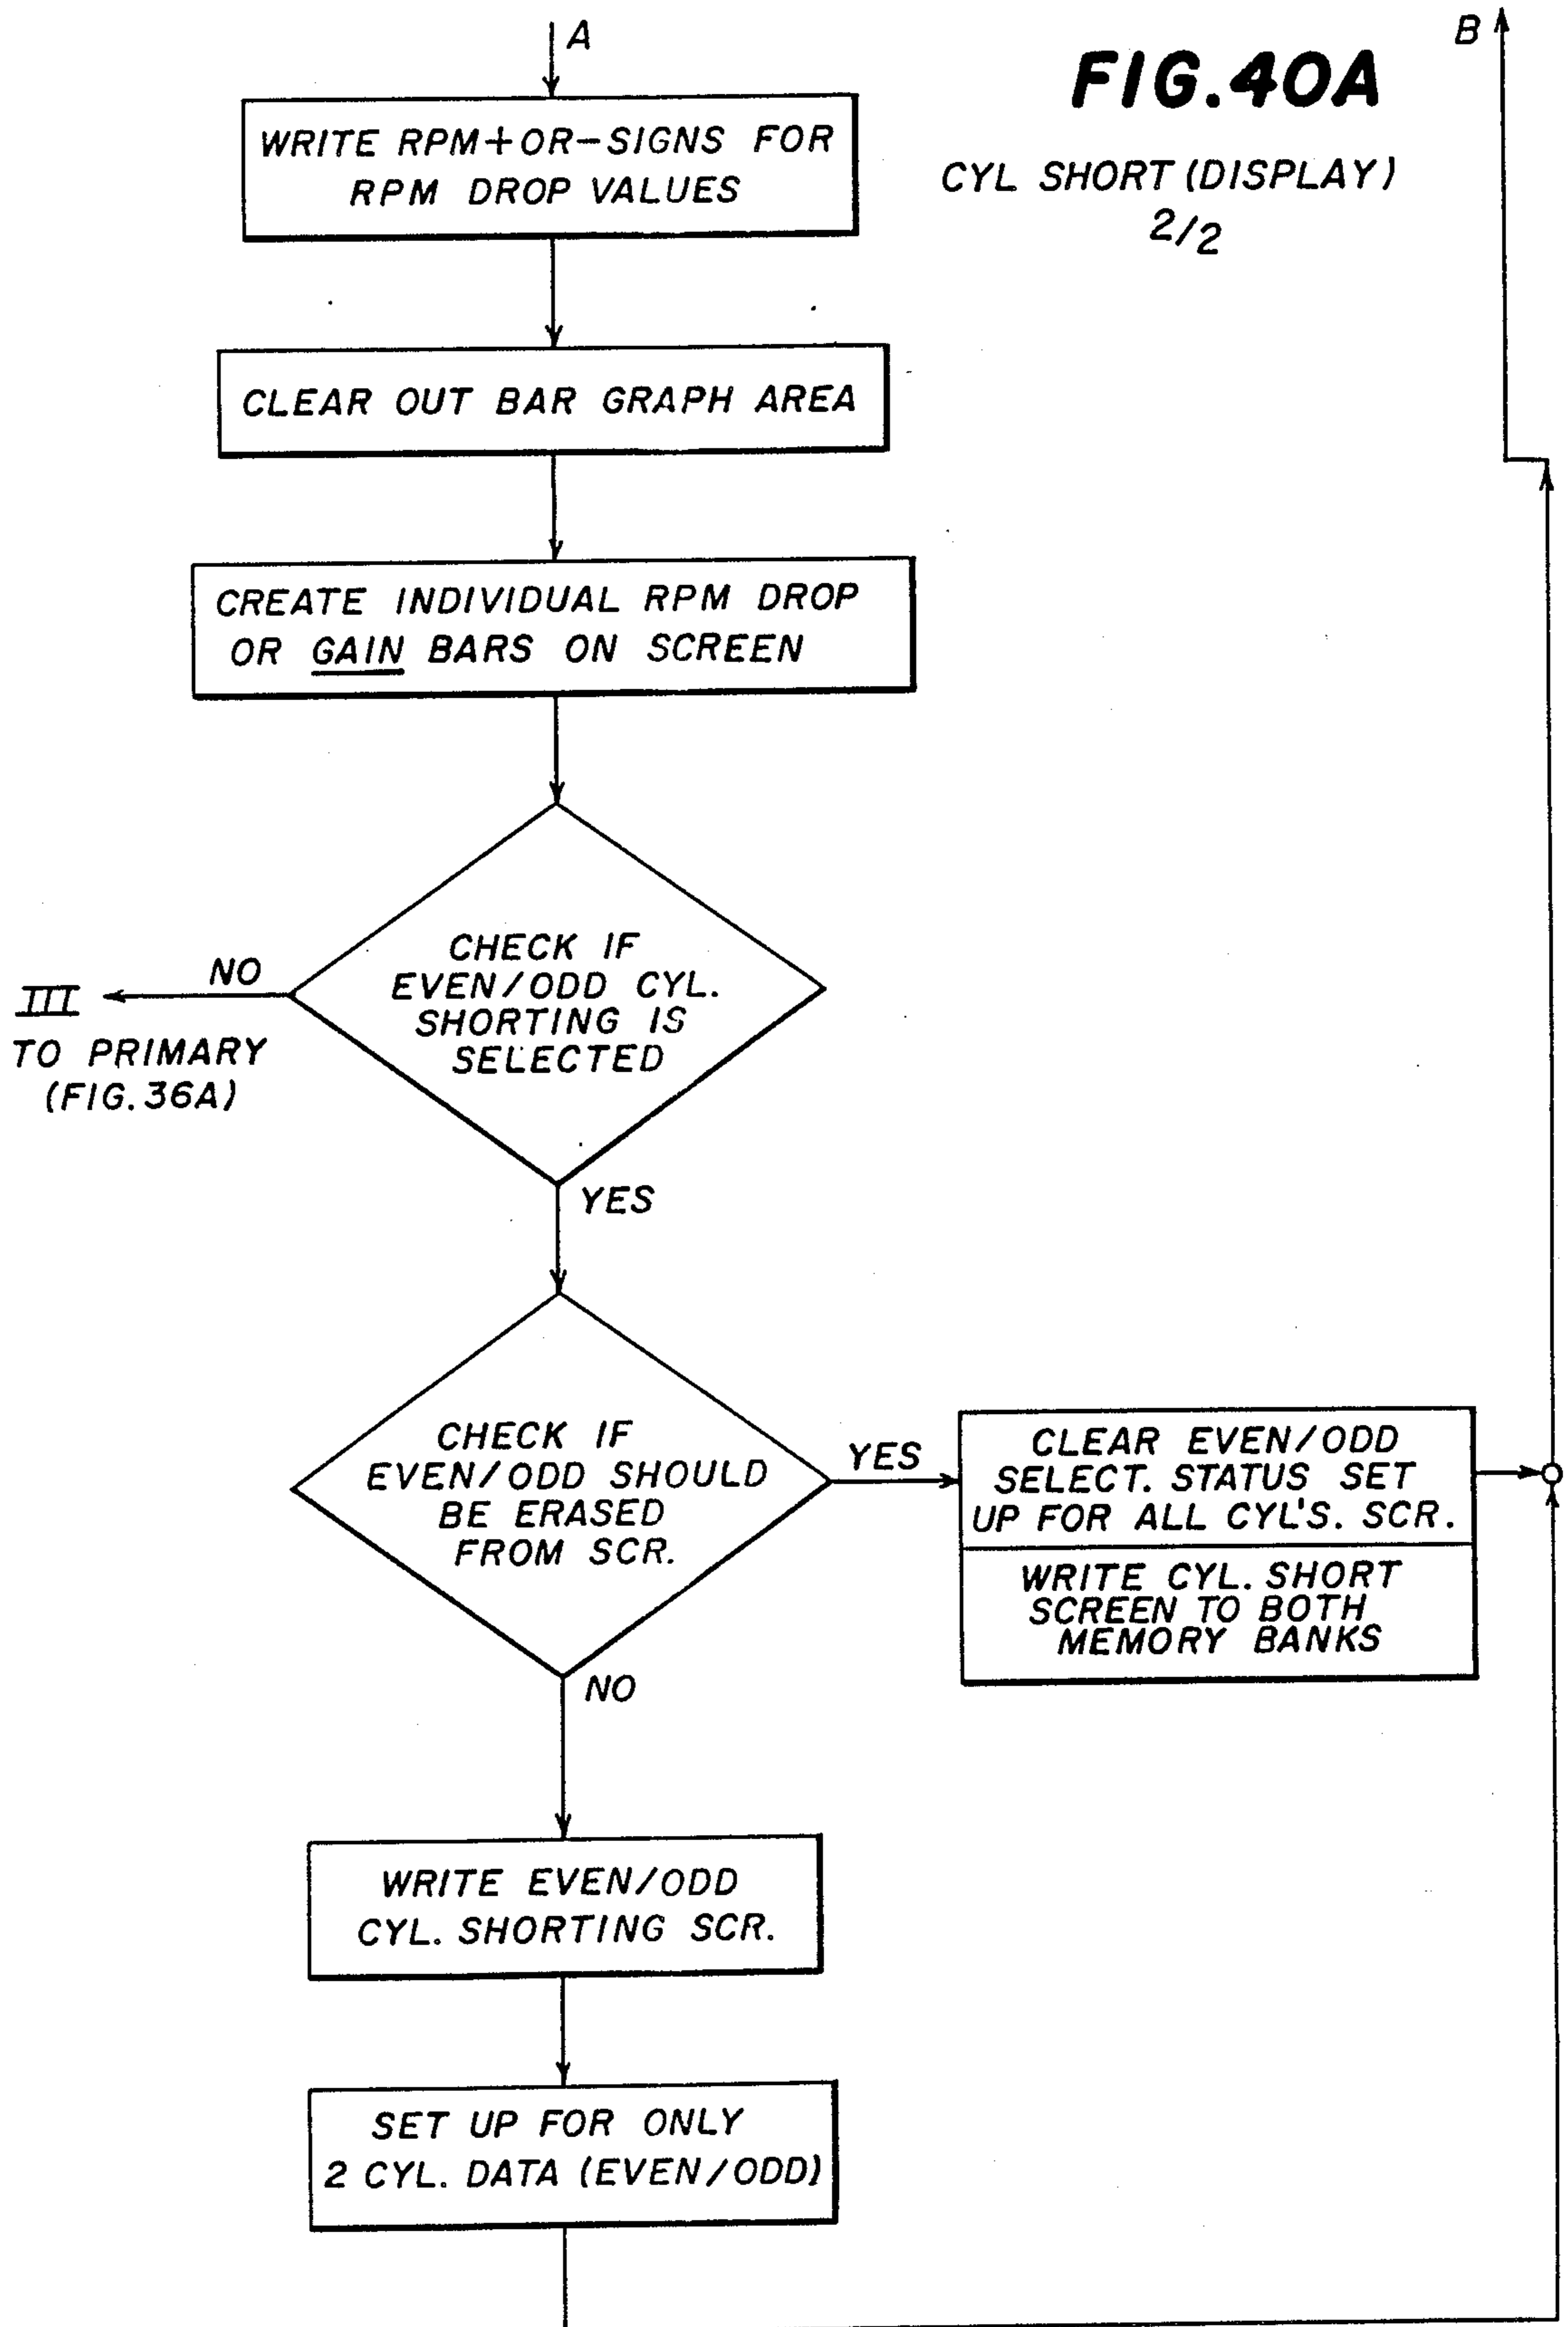 A
B
FIG.40A
CYL SHORT (DISPLAY)
2/2
WRITE RPM+OR-SIGNS FOR
RPM DROP VALUES
CLEAR OUT BAR GRAPH AREA
CREATE INDIVIDUAL RPM DROP
OR GAIN BARS ON SCREEN
CHECK IF
EVEN/ODD CYL.
SHORTING IS
SELECTED
NO
III
TO PRIMARY
(FIG.36A)
YES
CHECK IF
EVEN/ODD SHOULD
BE ERASED
FROM SCR.
YES
CLEAR EVEN/ODD
SELECT. STATUS SET
UP FOR ALL CYL'S. SCR.
WRITE CYL. SHORT
SCREEN TO BOTH
MEMORY BANKS
NO
WRITE EVEN/ODD
CYL. SHORTING SCR.
SET UP FOR ONLY
2 CYL. DATA (EVEN/ODD)